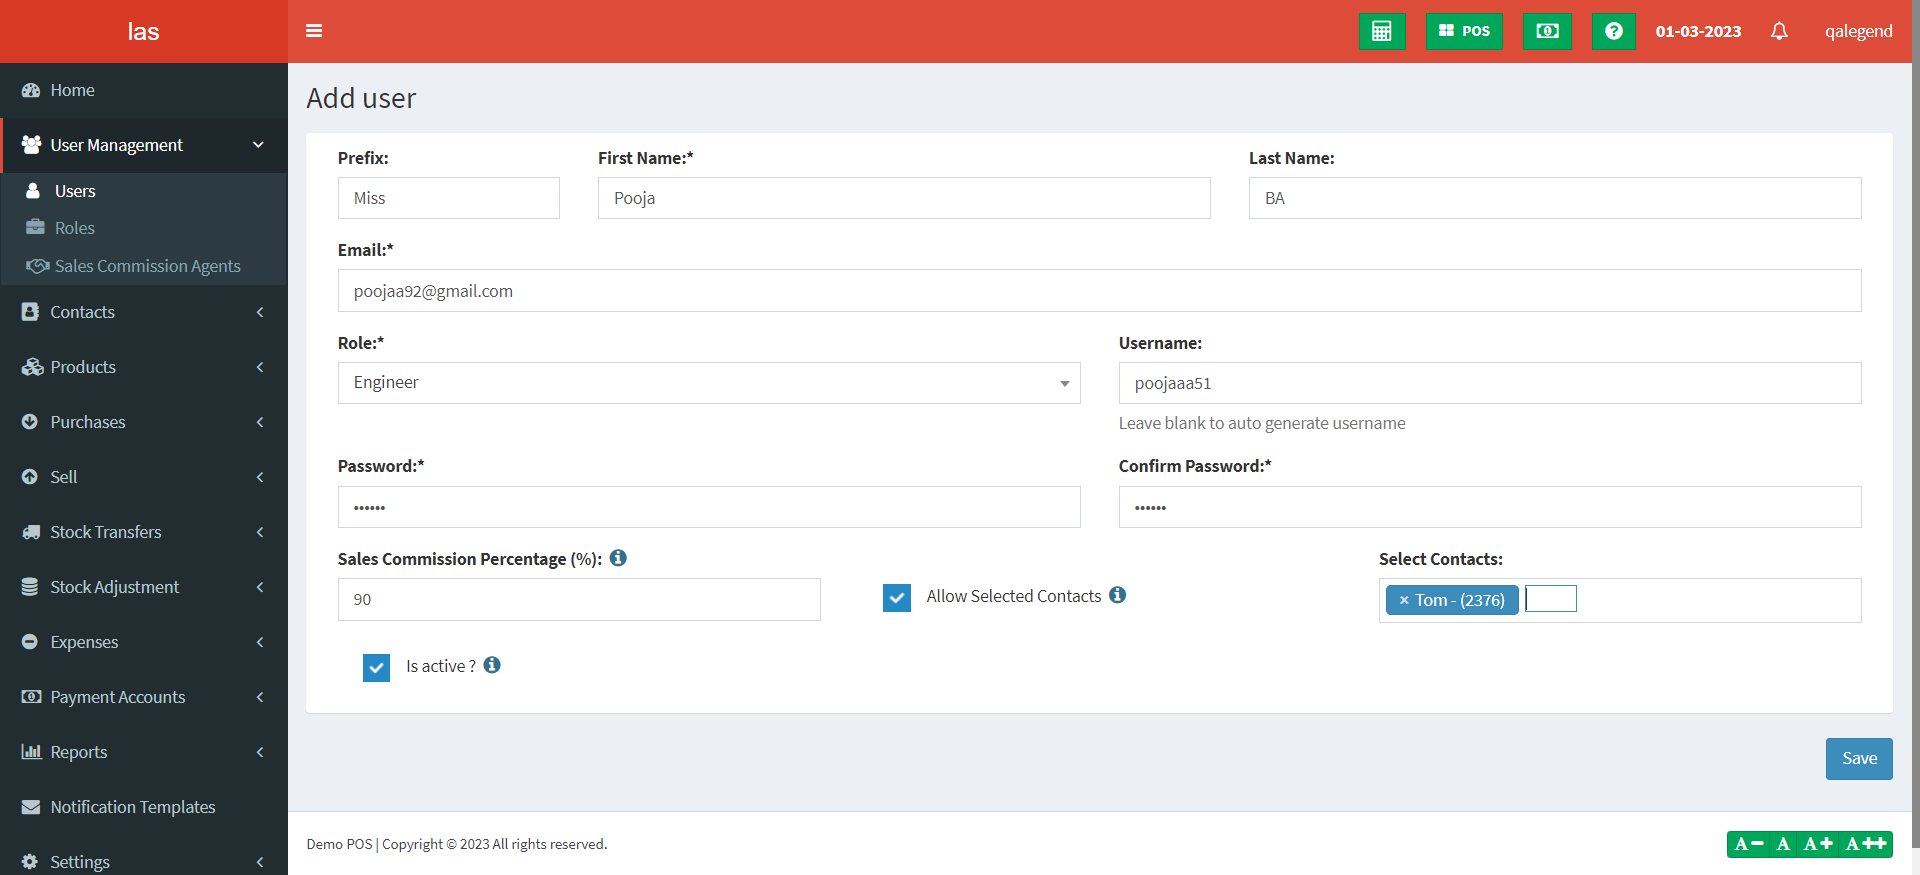 las
POS
01-03-2023
qalegend
Home
User Management
Users
Roles
Sales Commission Agents
Contacts
Products
Purchases
Sell
Stock Transfers
Stock Adjustment
Expenses
Payment Accounts
Reports
Notification Templates
Settings
Add user
Prefix: First Name:* Last Name:
Miss Pooja BA
Email:*
poojaa92@gmail.com
Role:* Username:
Engineer poojaaa51
Leave blank to auto generate username
Password:* Confirm Password:*
•••••• ••••••
Sales Commission Percentage (%): Select Contacts:
90 Allow Selected Contacts × Tom - (2376)
Is active ?
Save
Demo POS | Copyright © 2023 All rights reserved.
A- A A+ A++